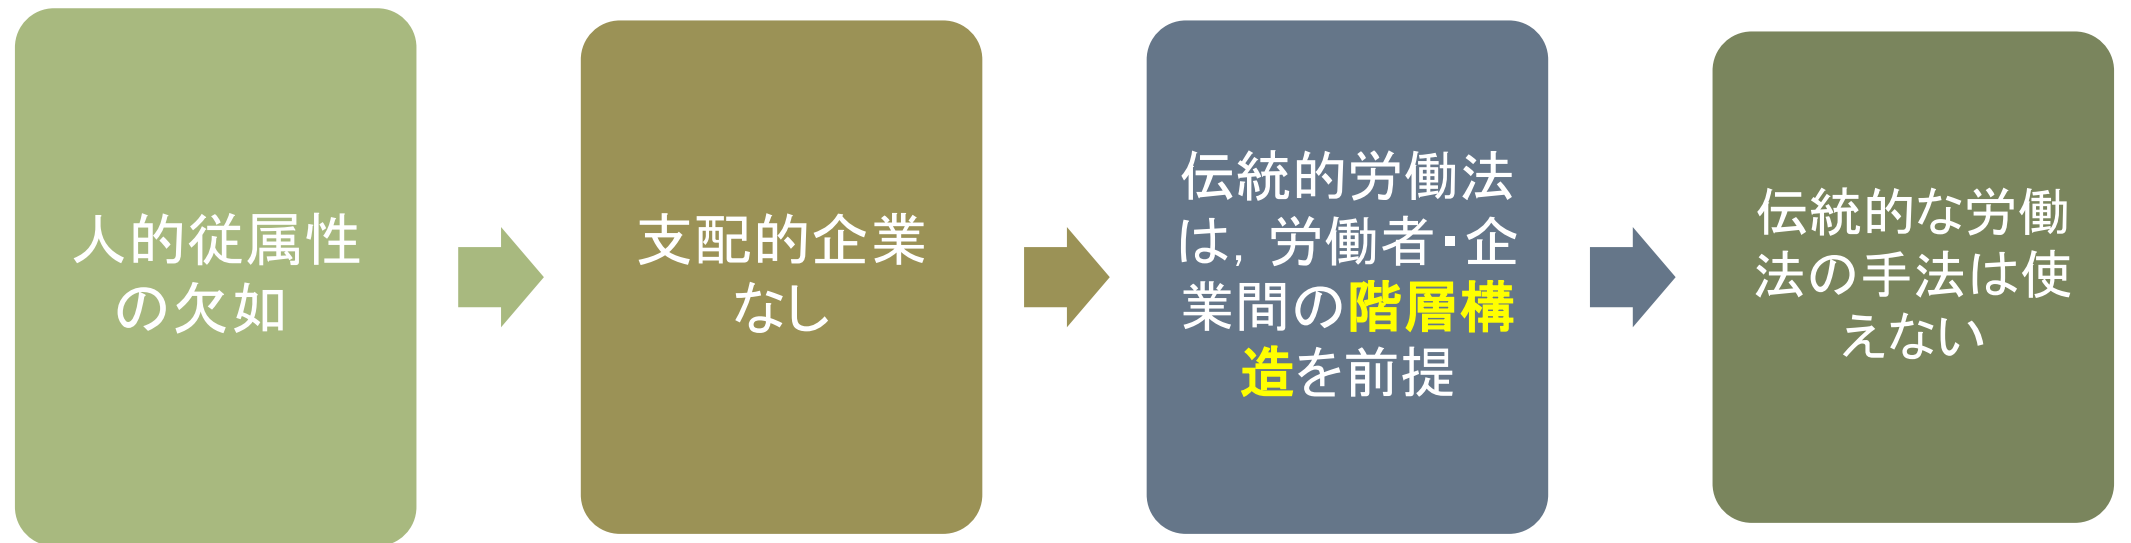 人的従属性
の欠如
支配的企業
なし
伝統的労働法
は，労働者・企
業間の階層構
造を前提
伝統的な労働
法の手法は使
えない